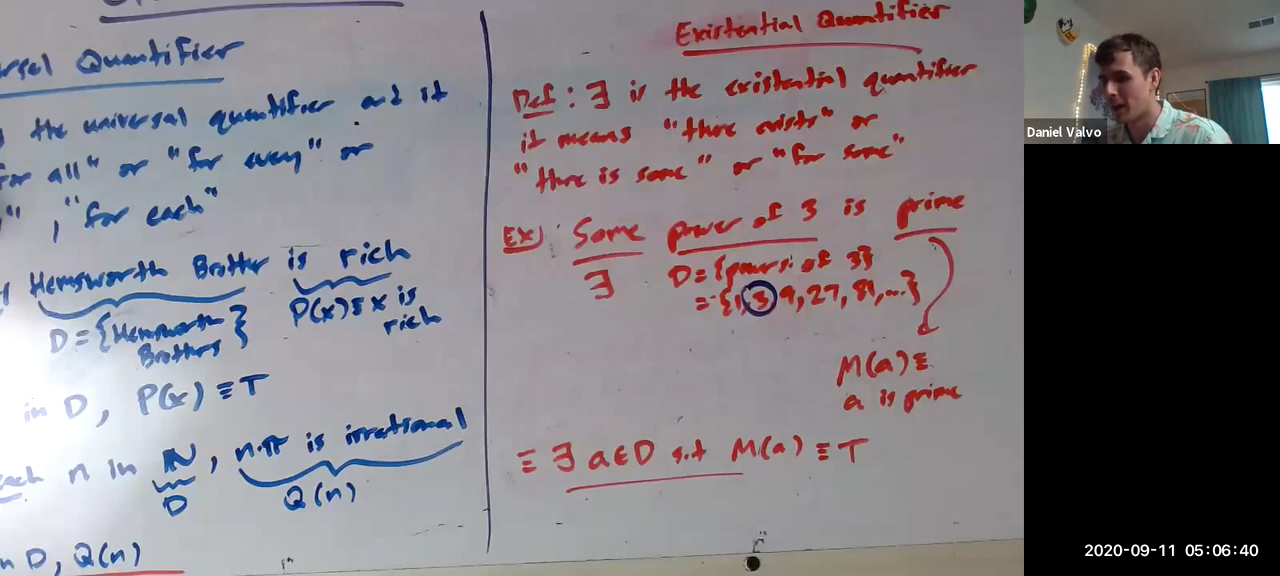 Universal Quantifier
the universal quantifier and it
"for all" or "for every" or
", "for each"
Hemsworth Brother is rich
D = {Hemsworth Brothers}
P(x) ≡ x is rich
in D, P(x) ≡ T
each n in ℕ, n·π is irrational
D
Q(n)
in D, Q(n)
Existential Quantifier
Def: ∃ is the existential quantifier
it means "there exists" or
"there is some" or "for some"
Ex) Some power of 3 is prime
∃
D = {powers of 3}
= {1, 3, 9, 27, 81, ...}
M(a) ≡
a is prime
≡ ∃ a ∈ D s.t M(a) ≡ T
Daniel Valvo
2020-09-11 05:06:40